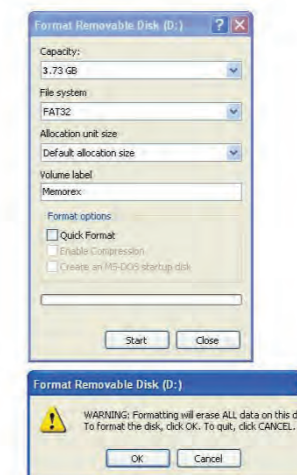 Format Removable Disk (D:)
Capacity:
3.73 GB
File system
FAT32
Allocation unit size
Default allocation size
Volume label
Memorex
Format options
Quick Format
Enable Compression
Create an MS-DOS startup disk
Start Close
Format Removable Disk (D:)
WARNING: Formatting will erase ALL data on this d
To format the disk, click OK. To quit, click CANCEL.
OK Cancel